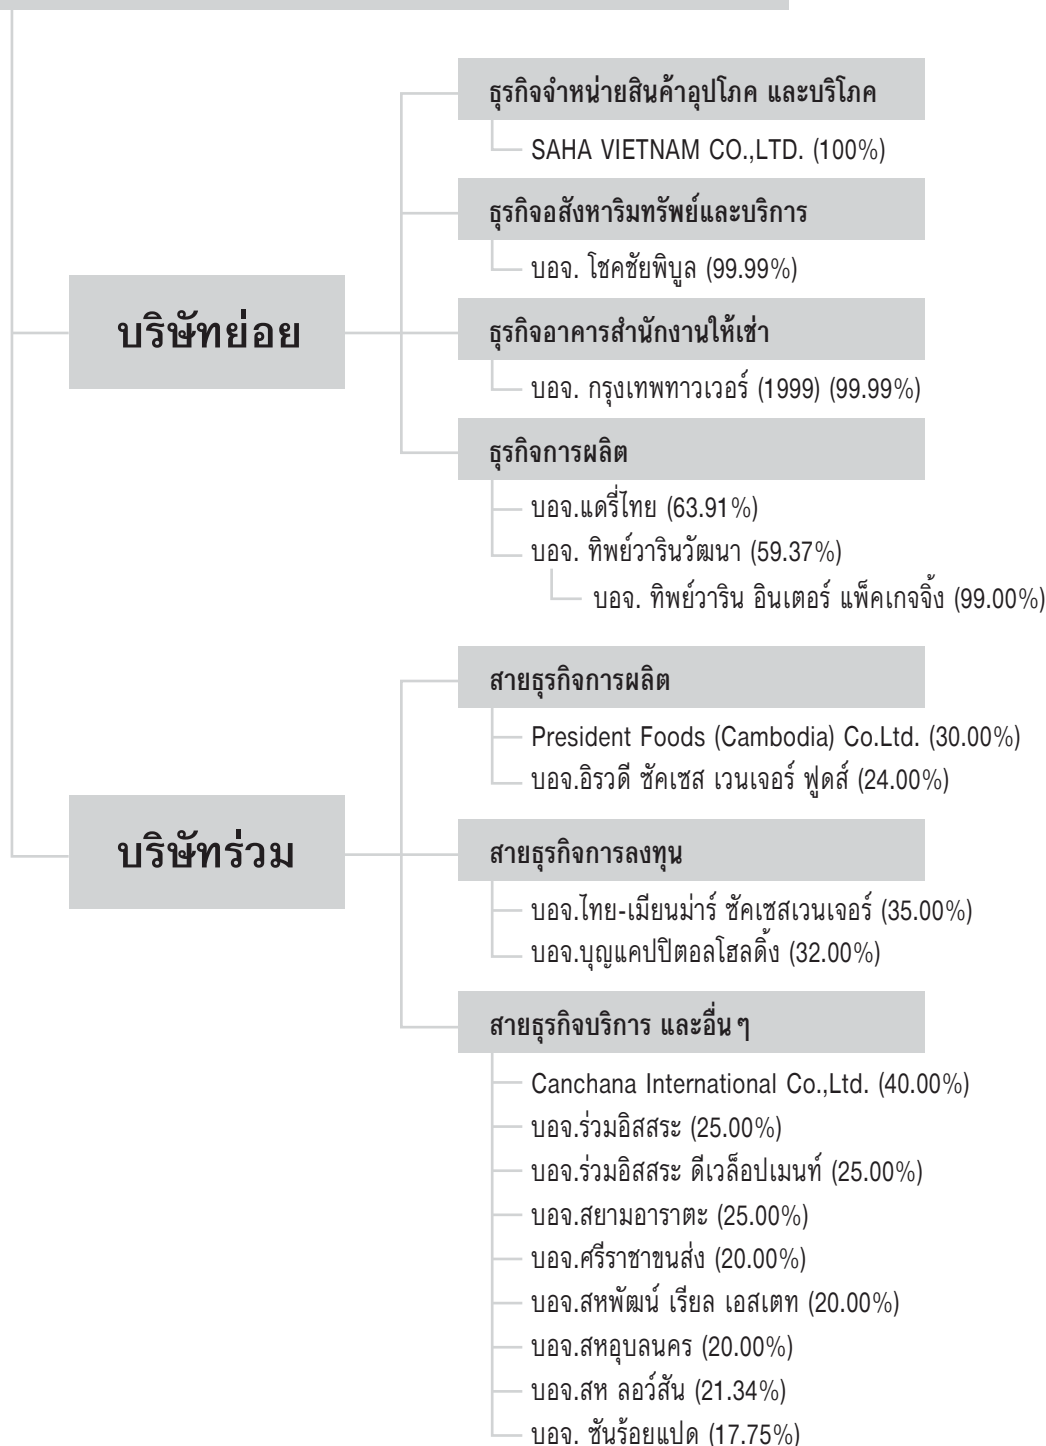 ธุรกิจจำหน่ายสินค้าอุปโภค และบริโภค
SAHA VIETNAM CO.,LTD. (100%)
ธุรกิจอสังหาริมทรัพย์และบริการ
บอจ. โชคชัยพิบูล (99.99%)
บริษัทย่อย
ธุรกิจอาคารสำนักงานให้เช่า
บอจ. กรุงเทพทาวเวอร์ (1999) (99.99%)
ธุรกิจการผลิต
บอจ.แดรี่ไทย (63.91%)
บอจ. ทิพย์วารินวัฒนา (59.37%)
บอจ. ทิพย์วาริน อินเตอร์ แพ็คเกจจิ้ง (99.00%)
สายธุรกิจการผลิต
President Foods (Cambodia) Co.Ltd. (30.00%)
บอจ.อิรวดี ซัคเซส เวนเจอร์ ฟูดส์ (24.00%)
บริษัทร่วม
สายธุรกิจการลงทุน
บอจ.ไทย-เมียนม่าร์ ซัคเซสเวนเจอร์ (35.00%)
บอจ.บุญแคปปิตอลโฮลดิ้ง (32.00%)
สายธุรกิจบริการ และอื่นๆ
Canchana International Co.,Ltd. (40.00%)
บอจ.ร่วมอิสสระ (25.00%)
บอจ.ร่วมอิสสระ ดีเวล็อปเมนท์ (25.00%)
บอจ.สยามอาราตะ (25.00%)
บอจ.ศรีราชาขนส่ง (20.00%)
บอจ.สหพัฒน์ เรียล เอสเตท (20.00%)
บอจ.สหอุบลนคร (20.00%)
บอจ.สห ลอว์สัน (21.34%)
บอจ. ซันร้อยแปด (17.75%)